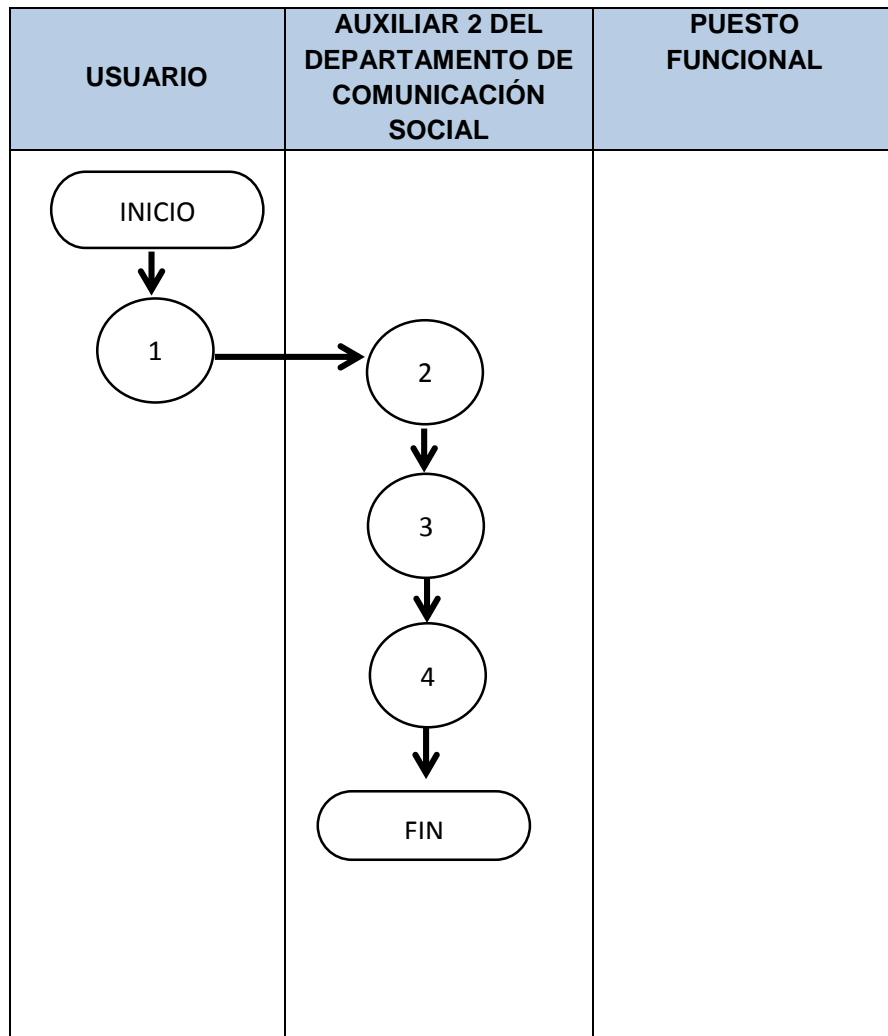 USUARIO
AUXILIAR 2 DEL
DEPARTAMENTO DE
COMUNICACIÓN
SOCIAL
PUESTO
FUNCIONAL
INICIO
1
2
3
4
FIN